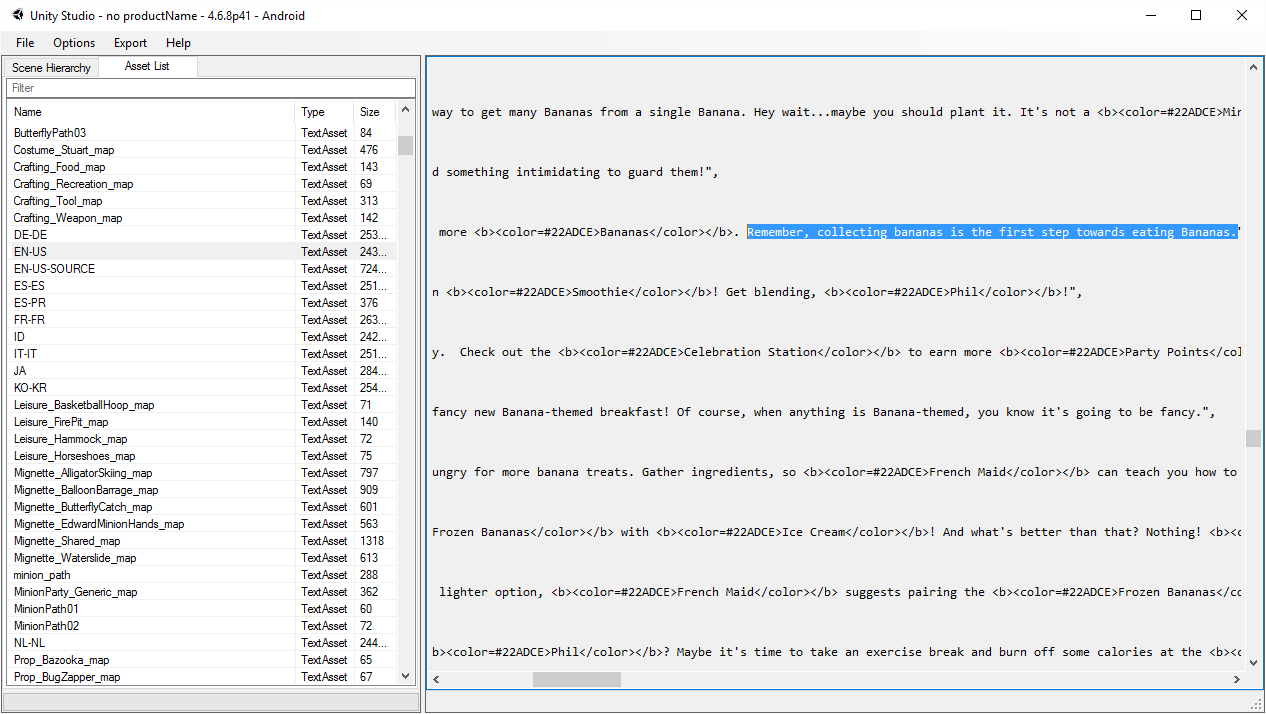 Unity Studio - no productName - 4.6.8p41 - Android
File Options Export Help
Scene Hierarchy Asset List
Filter
Name Type Size
ButterflyPath03 TextAsset 84
Costume_Stuart_map TextAsset 476
Crafting_Food_map TextAsset 143
Crafting_Recreation_map TextAsset 69
Crafting_Tool_map TextAsset 313
Crafting_Weapon_map TextAsset 142
DE-DE TextAsset 253...
EN-US TextAsset 243...
EN-US-SOURCE TextAsset 724...
ES-ES TextAsset 251...
ES-PR TextAsset 376
FR-FR TextAsset 263...
ID TextAsset 242...
IT-IT TextAsset 251...
JA TextAsset 284...
KO-KR TextAsset 254...
Leisure_BasketballHoop_map TextAsset 71
Leisure_FirePit_map TextAsset 140
Leisure_Hammock_map TextAsset 72
Leisure_Horseshoes_map TextAsset 75
Mignette_AlligatorSkiing_map TextAsset 797
Mignette_BalloonBarrage_map TextAsset 909
Mignette_ButterflyCatch_map TextAsset 601
Mignette_EdwardMinionHands_map TextAsset 563
Mignette_Shared_map TextAsset 1318
Mignette_Waterslide_map TextAsset 613
minion_path TextAsset 288
MinionParty_Generic_map TextAsset 362
MinionPath01 TextAsset 60
MinionPath02 TextAsset 72
NL-NL TextAsset 244...
Prop_Bazooka_map TextAsset 65
Prop_BugZapper_map TextAsset 67
way to get many Bananas from a single Banana. Hey wait...maybe you should plant it. It's not a <b><color=#22ADCE>Min
d something intimidating to guard them!",
more <b><color=#22ADCE>Bananas</color></b>. Remember, collecting bananas is the first step towards eating Bananas."
n <b><color=#22ADCE>Smoothie</color></b>! Get blending, <b><color=#22ADCE>Phil</color></b>!",
y.  Check out the <b><color=#22ADCE>Celebration Station</color></b> to earn more <b><color=#22ADCE>Party Points</col
fancy new Banana-themed breakfast! Of course, when anything is Banana-themed, you know it's going to be fancy.",
ungry for more banana treats. Gather ingredients, so <b><color=#22ADCE>French Maid</color></b> can teach you how to
Frozen Bananas</color></b> with <b><color=#22ADCE>Ice Cream</color></b>! And what's better than that? Nothing! <b><c
lighter option, <b><color=#22ADCE>French Maid</color></b> suggests pairing the <b><color=#22ADCE>Frozen Bananas</co
b><color=#22ADCE>Phil</color></b>? Maybe it's time to take an exercise break and burn off some calories at the <b><c